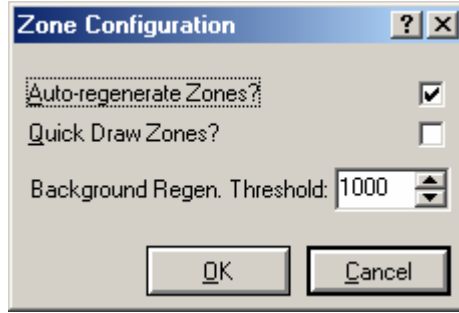 Zone Configuration
Auto-regenerate Zones?
Quick Draw Zones?
Background Regen. Threshold: 1000
OK Cancel